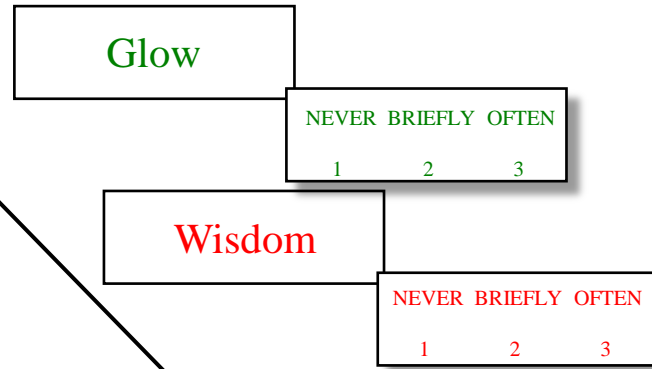 Glow
NEVER BRIEFLY OFTEN
1 2 3
Wisdom
NEVER BRIEFLY OFTEN
1 2 3